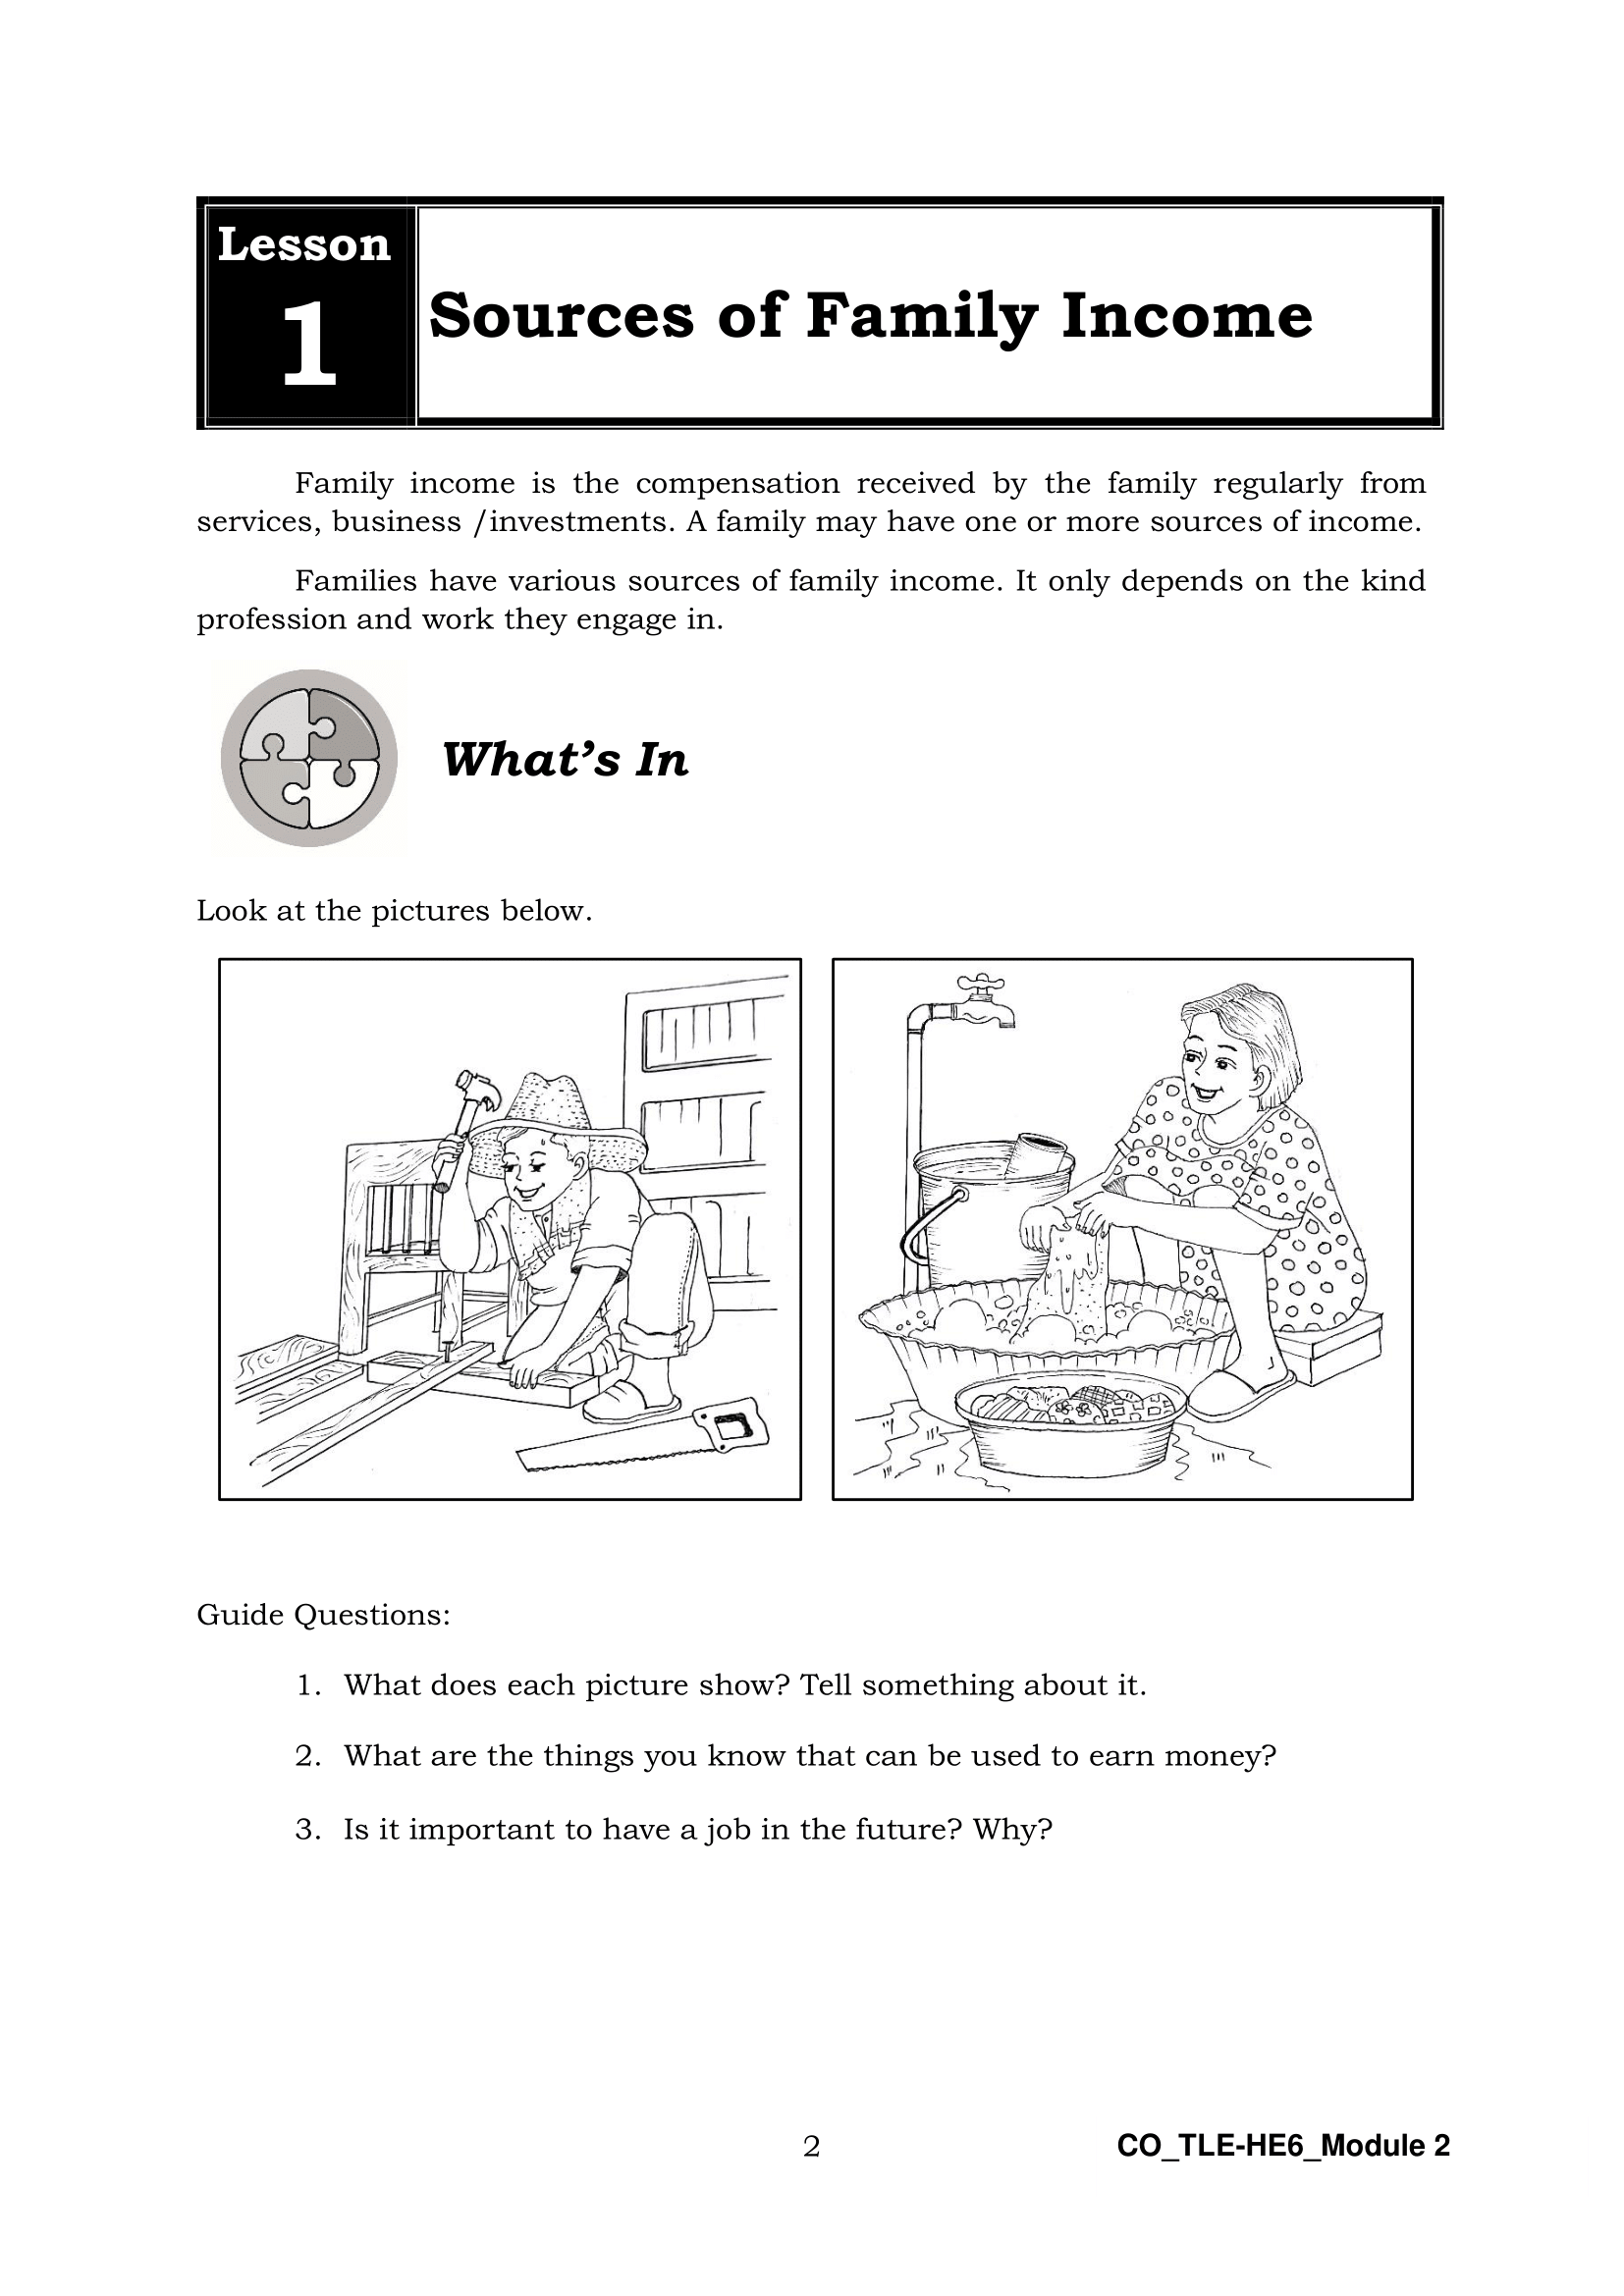 Lesson
1
Sources of Family Income
Family income is the compensation received by the family regularly from
services, business /investments. A family may have one or more sources of income.
Families have various sources of family income. It only depends on the kind
profession and work they engage in.
What's In
Look at the pictures below.
Guide Questions:
1. What does each picture show? Tell something about it.
2. What are the things you know that can be used to earn money?
3. Is it important to have a job in the future? Why?
2
CO_TLE-HE6_Module 2